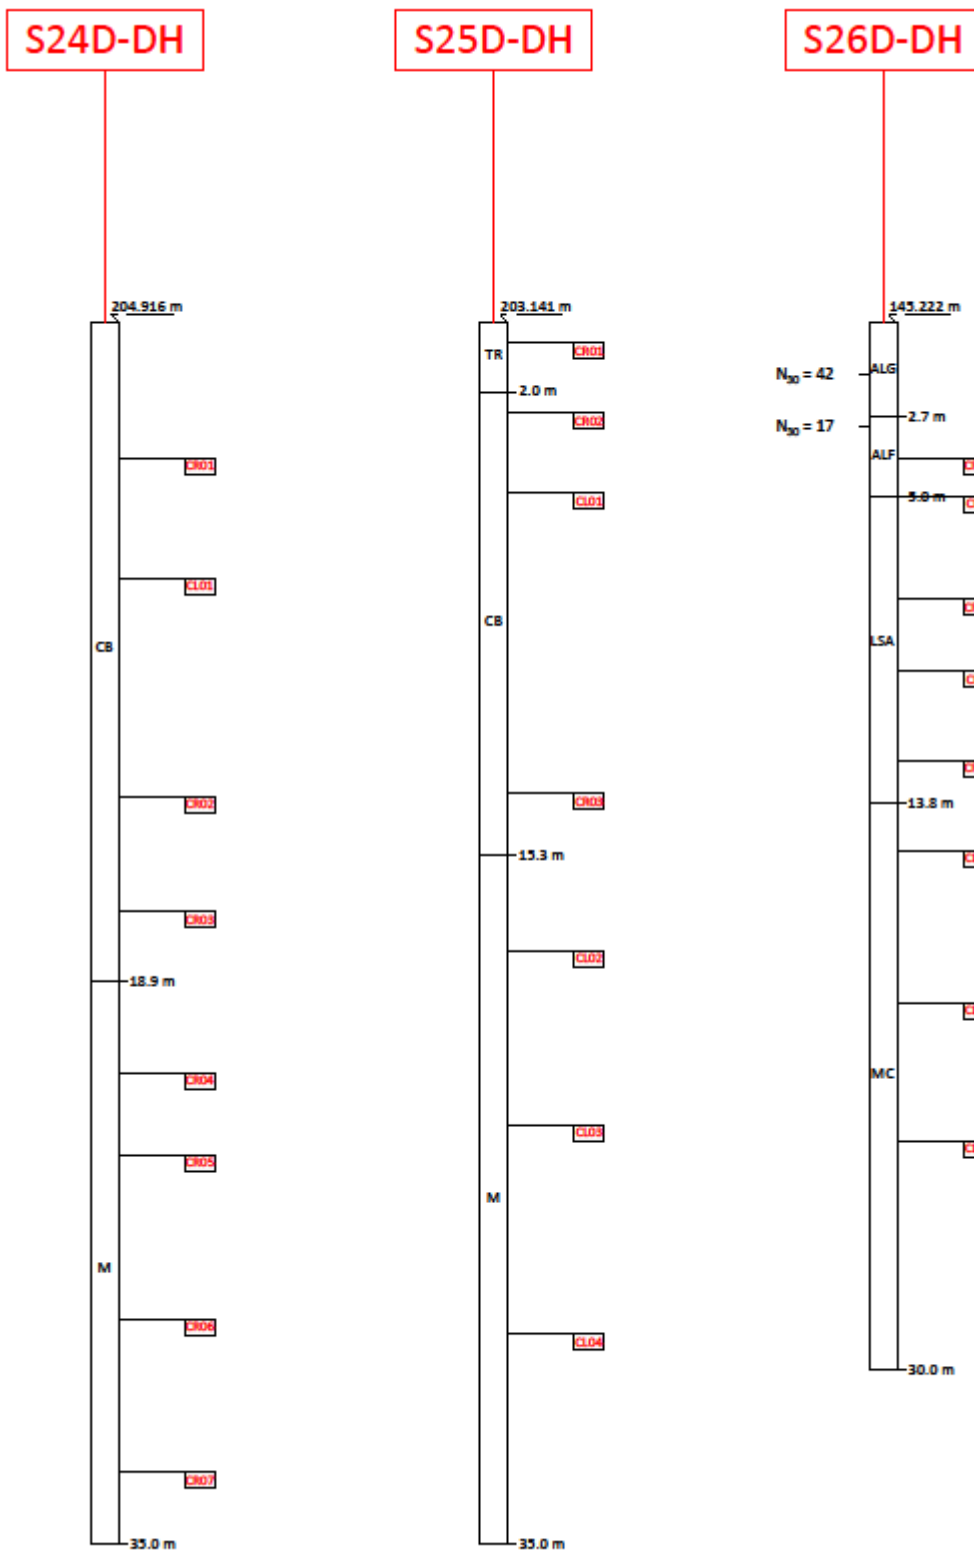 S24D-DH
204.916 m
CR01
CL01
CB
CR02
CR03
18.9 m
CR04
CR05
M
CR06
CR07
35.0 m
S25D-DH
203.141 m
TR
CR01
2.0 m
CR02
CL01
CB
CR03
15.3 m
CL02
CL03
M
CL04
35.0 m
S26D-DH
145.222 m
ALG
N₃₀ = 42
2.7 m
N₃₀ = 17
ALF
5.0 m
LSA
13.8 m
MC
30.0 m